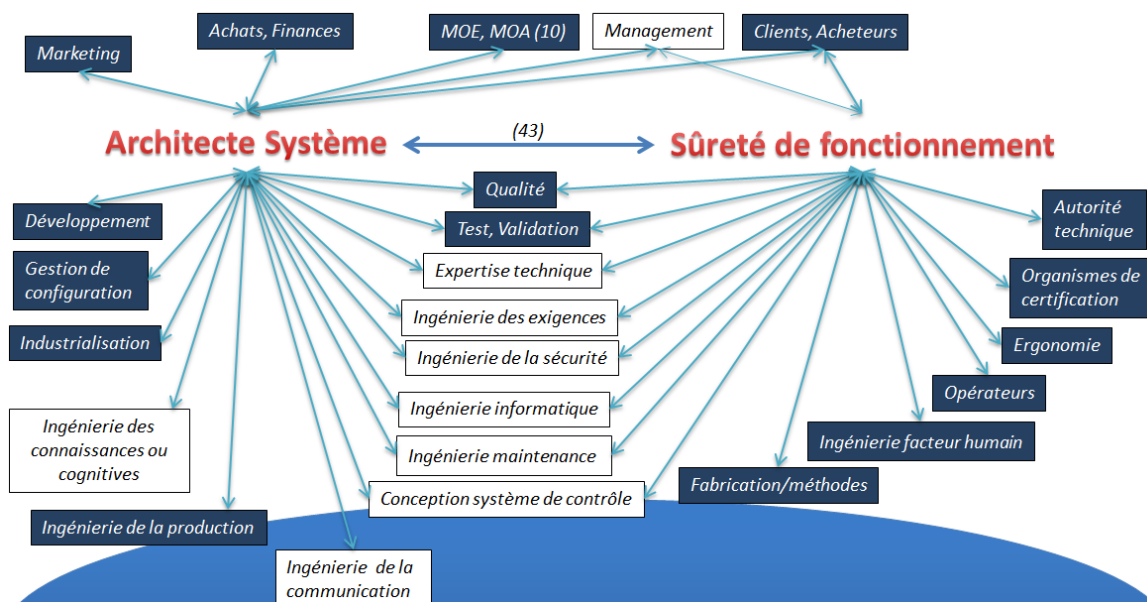 Achats, Finances
MOE, MOA (10)
Management
Clients, Acheteurs
Marketing
(43)
Architecte Système
Sûreté de fonctionnement
Qualité
Développement
Test, Validation
Autorité
technique
Expertise technique
Gestion de
configuration
Organismes de
certification
Ingénierie des exigences
Industrialisation
Ingénierie de la sécurité
Ergonomie
Opérateurs
Ingénierie informatique
Ingénierie des
connaissances ou
cognitives
Ingénierie facteur humain
Ingénierie maintenance
Fabrication/méthodes
Conception système de contrôle
Ingénierie de la production
Ingénierie de la
communication